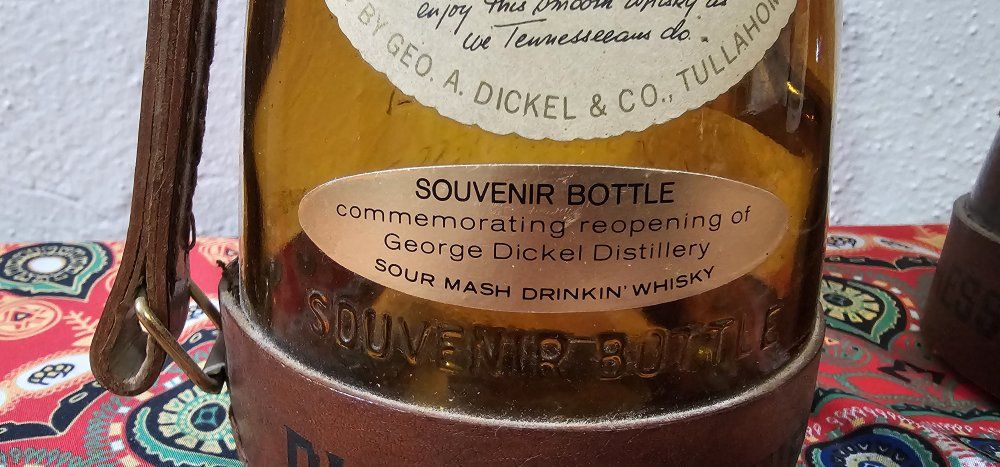 enjoy this Dickel Whisky as
we Tennesseeans do.
BY GEO. A. DICKEL & CO., TULLAHOM
SOUVENIR BOTTLE
commemorating reopening of
George Dickel Distillery
SOUR MASH DRINKIN' WHISKY
SOUVENIR BOTTLE